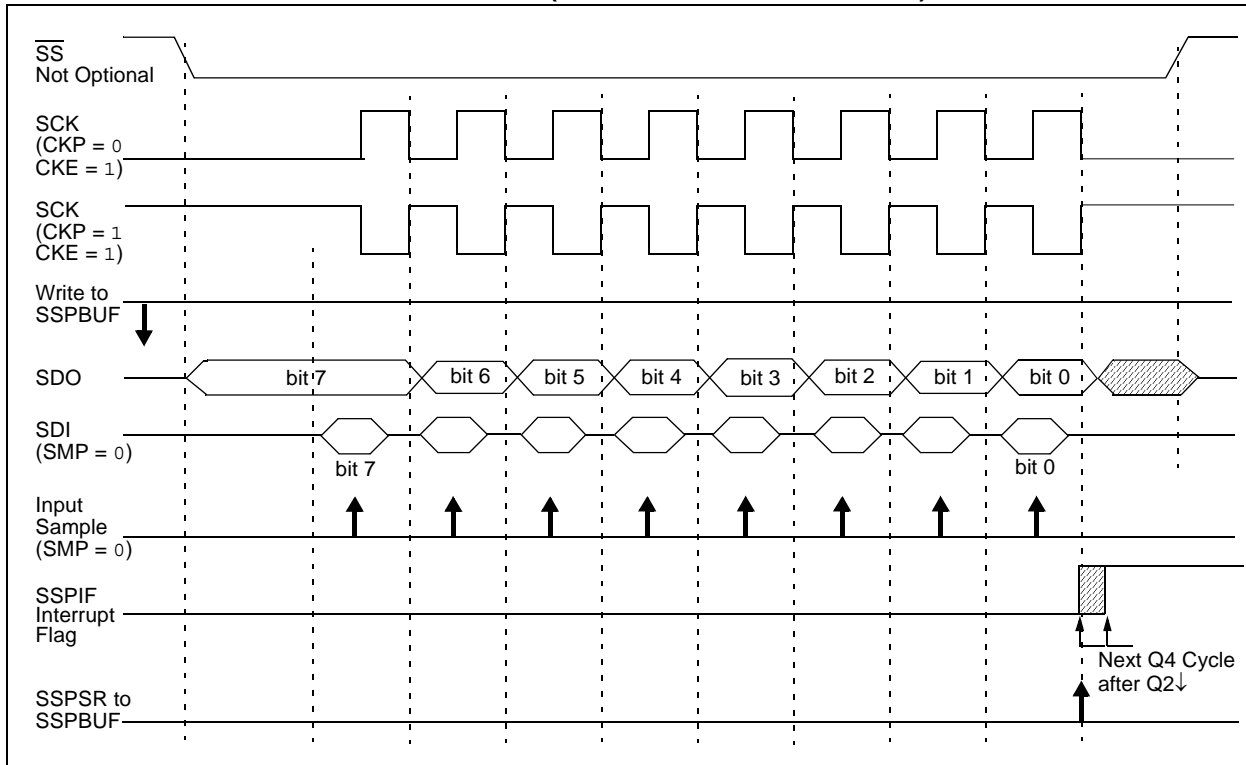 SS
Not Optional
SCK
(CKP = 0
CKE = 1)
SCK
(CKP = 1
CKE = 1)
Write to
SSPBUF
SDO
bit 7 bit 6 bit 5 bit 4 bit 3 bit 2 bit 1 bit 0
SDI
(SMP = 0)
bit 7 bit 0
Input
Sample
(SMP = 0)
SSPIF
Interrupt
Flag
Next Q4 Cycle
after Q2↓
SSPSR to
SSPBUF